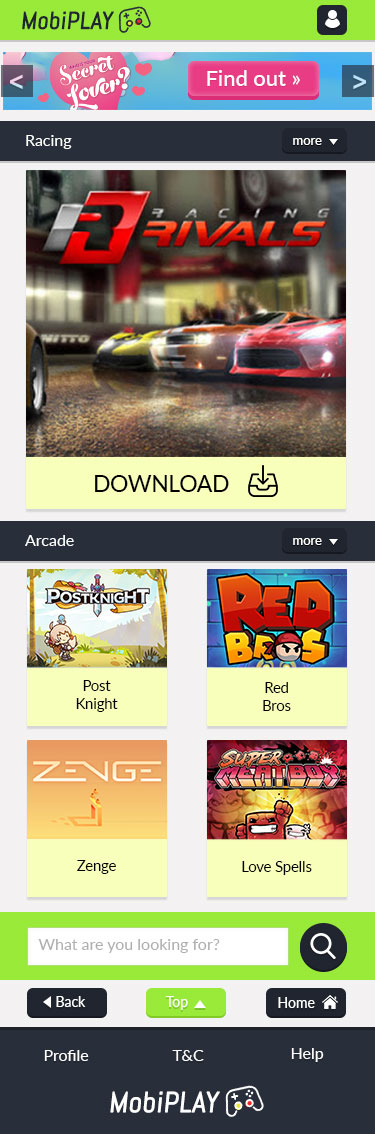 MobiPLAY
Secret
Lover?
< Find out » >
Racing
more
RACING
RIVALS
NITTO
DOWNLOAD
Arcade
more
POSTKNIGHT
RED
BROS
Post
Knight
Red
Bros
ZENGE
SUPER
MEAT BOY
Zenge
Love Spells
What are you looking for?
Back
Top
Home
Profile
T&C
Help
MobiPLAY